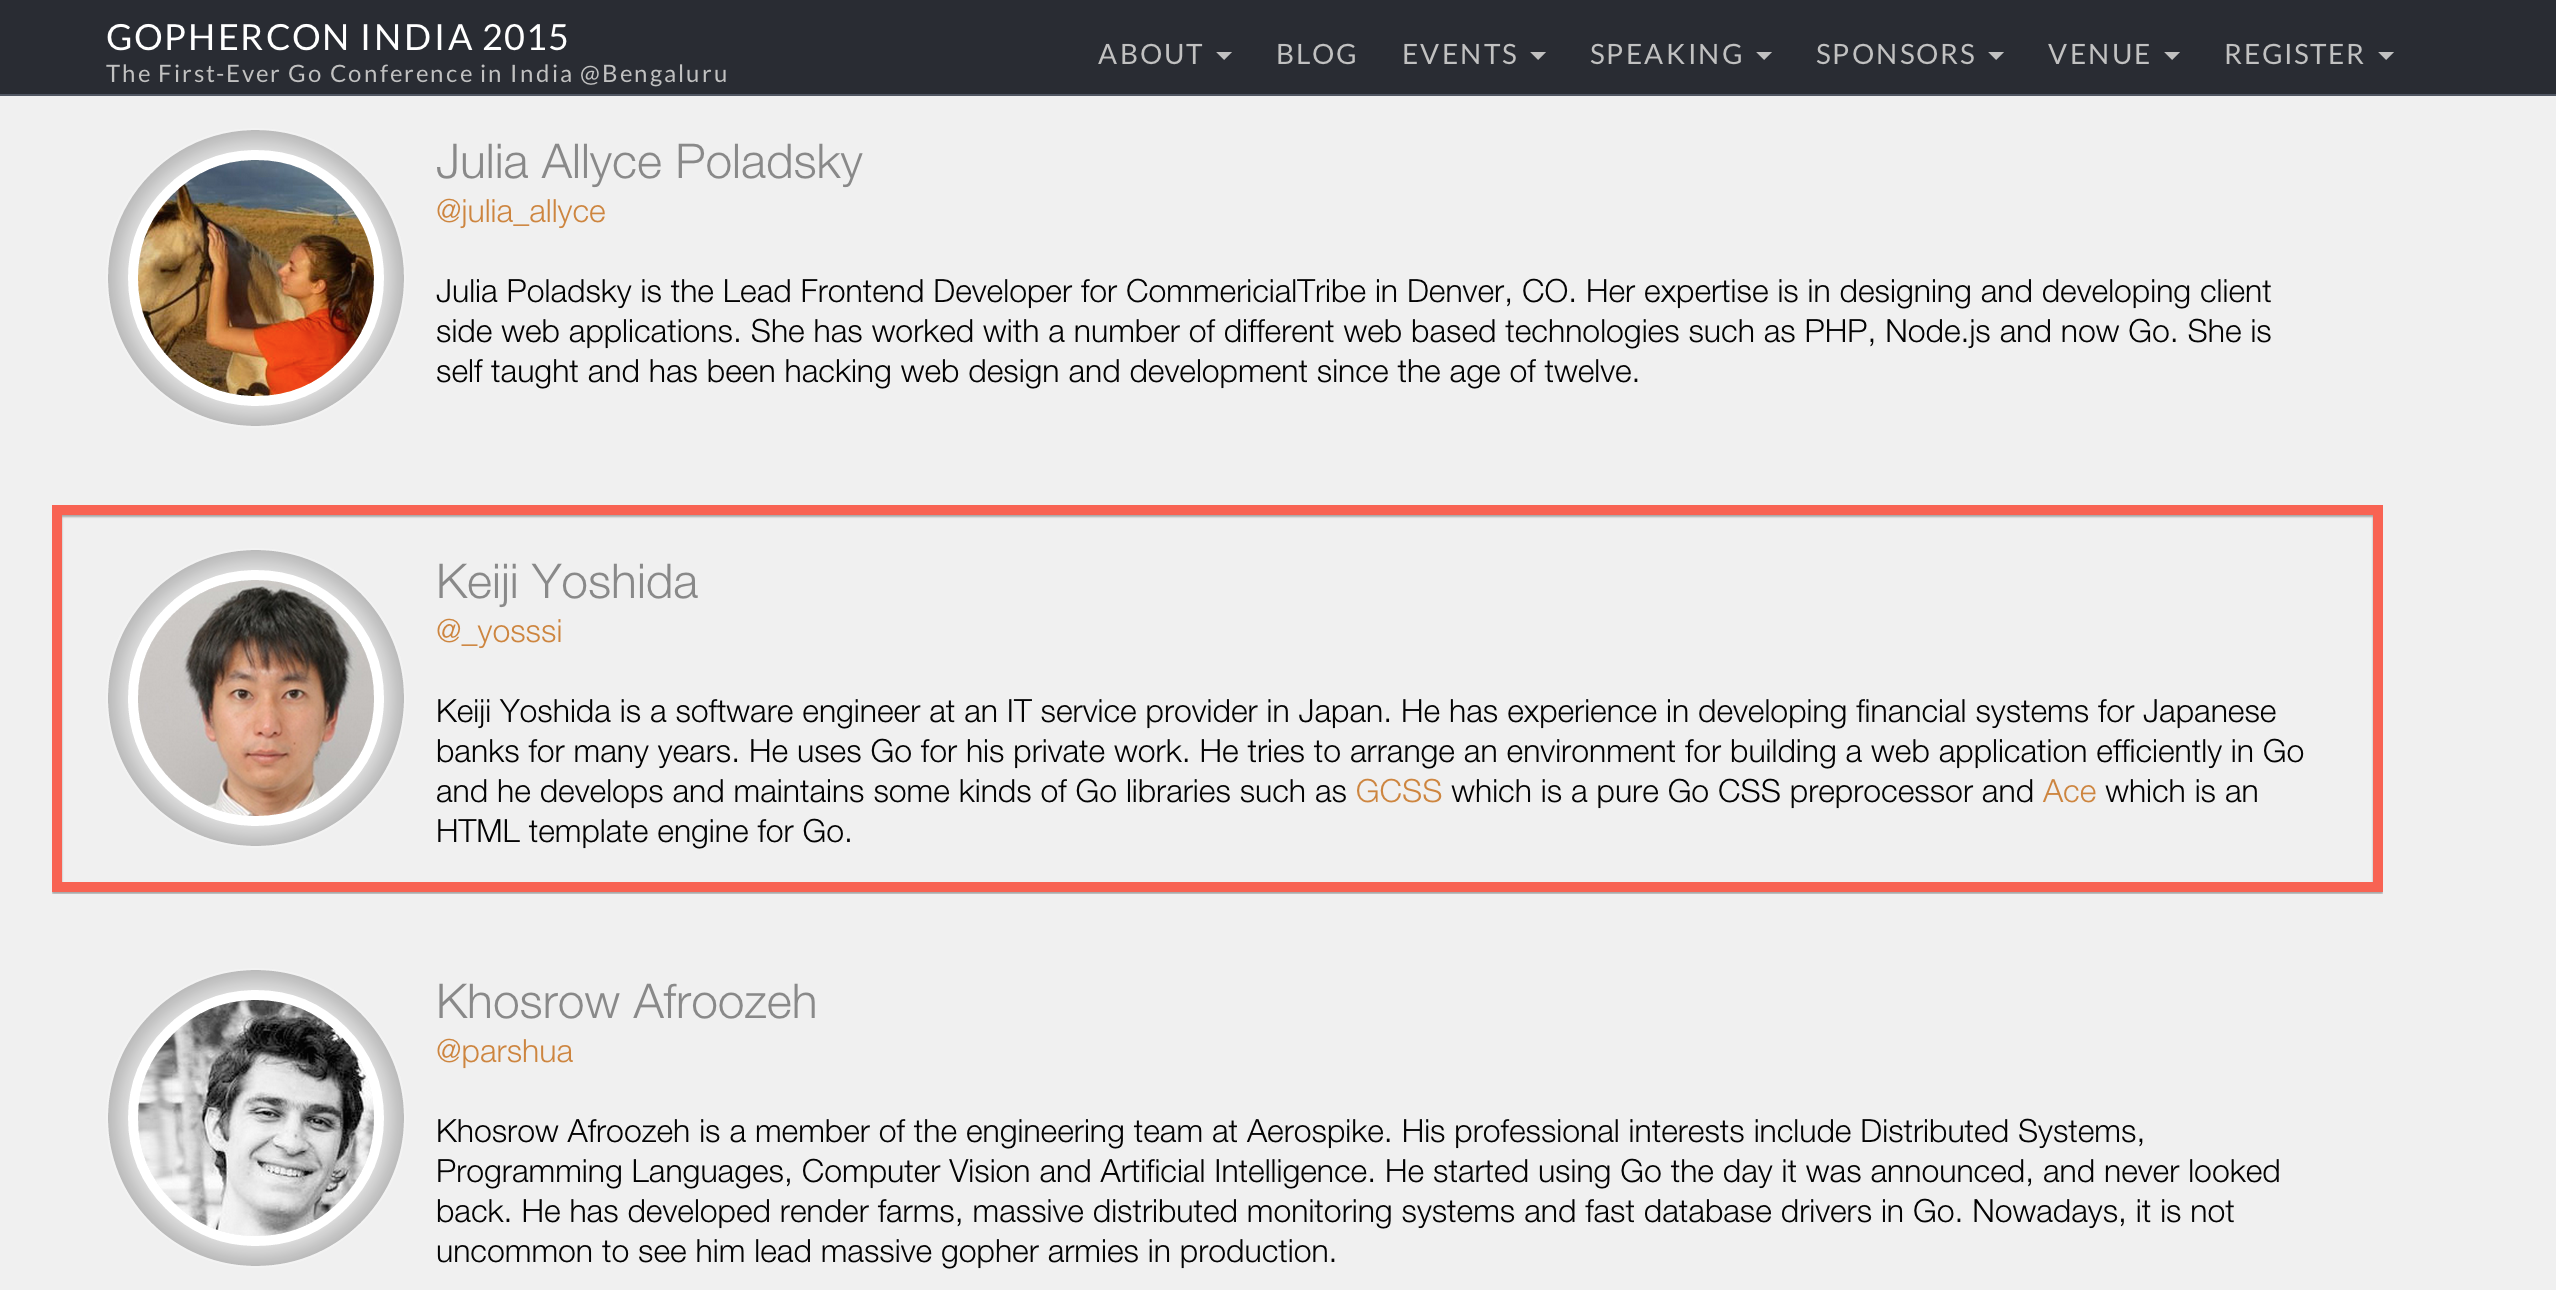 GOPHERCON INDIA 2015
The First-Ever Go Conference in India @Bengaluru
ABOUT BLOG EVENTS SPEAKING SPONSORS VENUE REGISTER
Julia Allyce Poladsky
@julia_allyce
Julia Poladsky is the Lead Frontend Developer for CommericialTribe in Denver, CO. Her expertise is in designing and developing client
side web applications. She has worked with a number of different web based technologies such as PHP, Node.js and now Go. She is
self taught and has been hacking web design and development since the age of twelve.
Keiji Yoshida
@_yosssi
Keiji Yoshida is a software engineer at an IT service provider in Japan. He has experience in developing financial systems for Japanese
banks for many years. He uses Go for his private work. He tries to arrange an environment for building a web application efficiently in Go
and he develops and maintains some kinds of Go libraries such as GCSS which is a pure Go CSS preprocessor and Ace which is an
HTML template engine for Go.
Khosrow Afroozeh
@parshua
Khosrow Afroozeh is a member of the engineering team at Aerospike. His professional interests include Distributed Systems,
Programming Languages, Computer Vision and Artificial Intelligence. He started using Go the day it was announced, and never looked
back. He has developed render farms, massive distributed monitoring systems and fast database drivers in Go. Nowadays, it is not
uncommon to see him lead massive gopher armies in production.